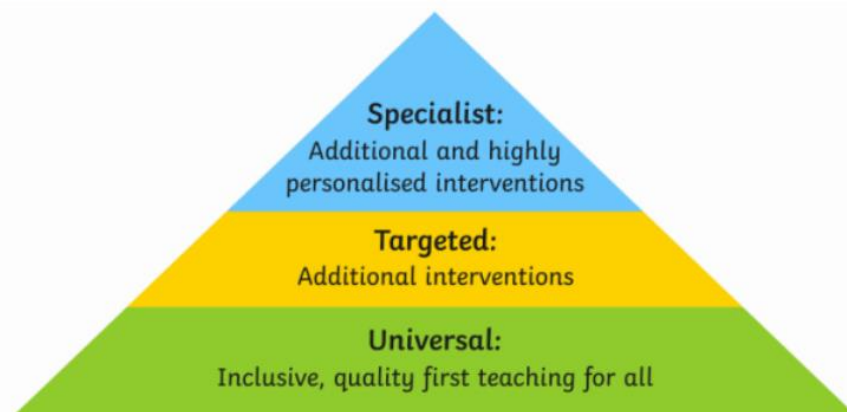 Specialist:
Additional and highly
personalised interventions
Targeted:
Additional interventions
Universal:
Inclusive, quality first teaching for all